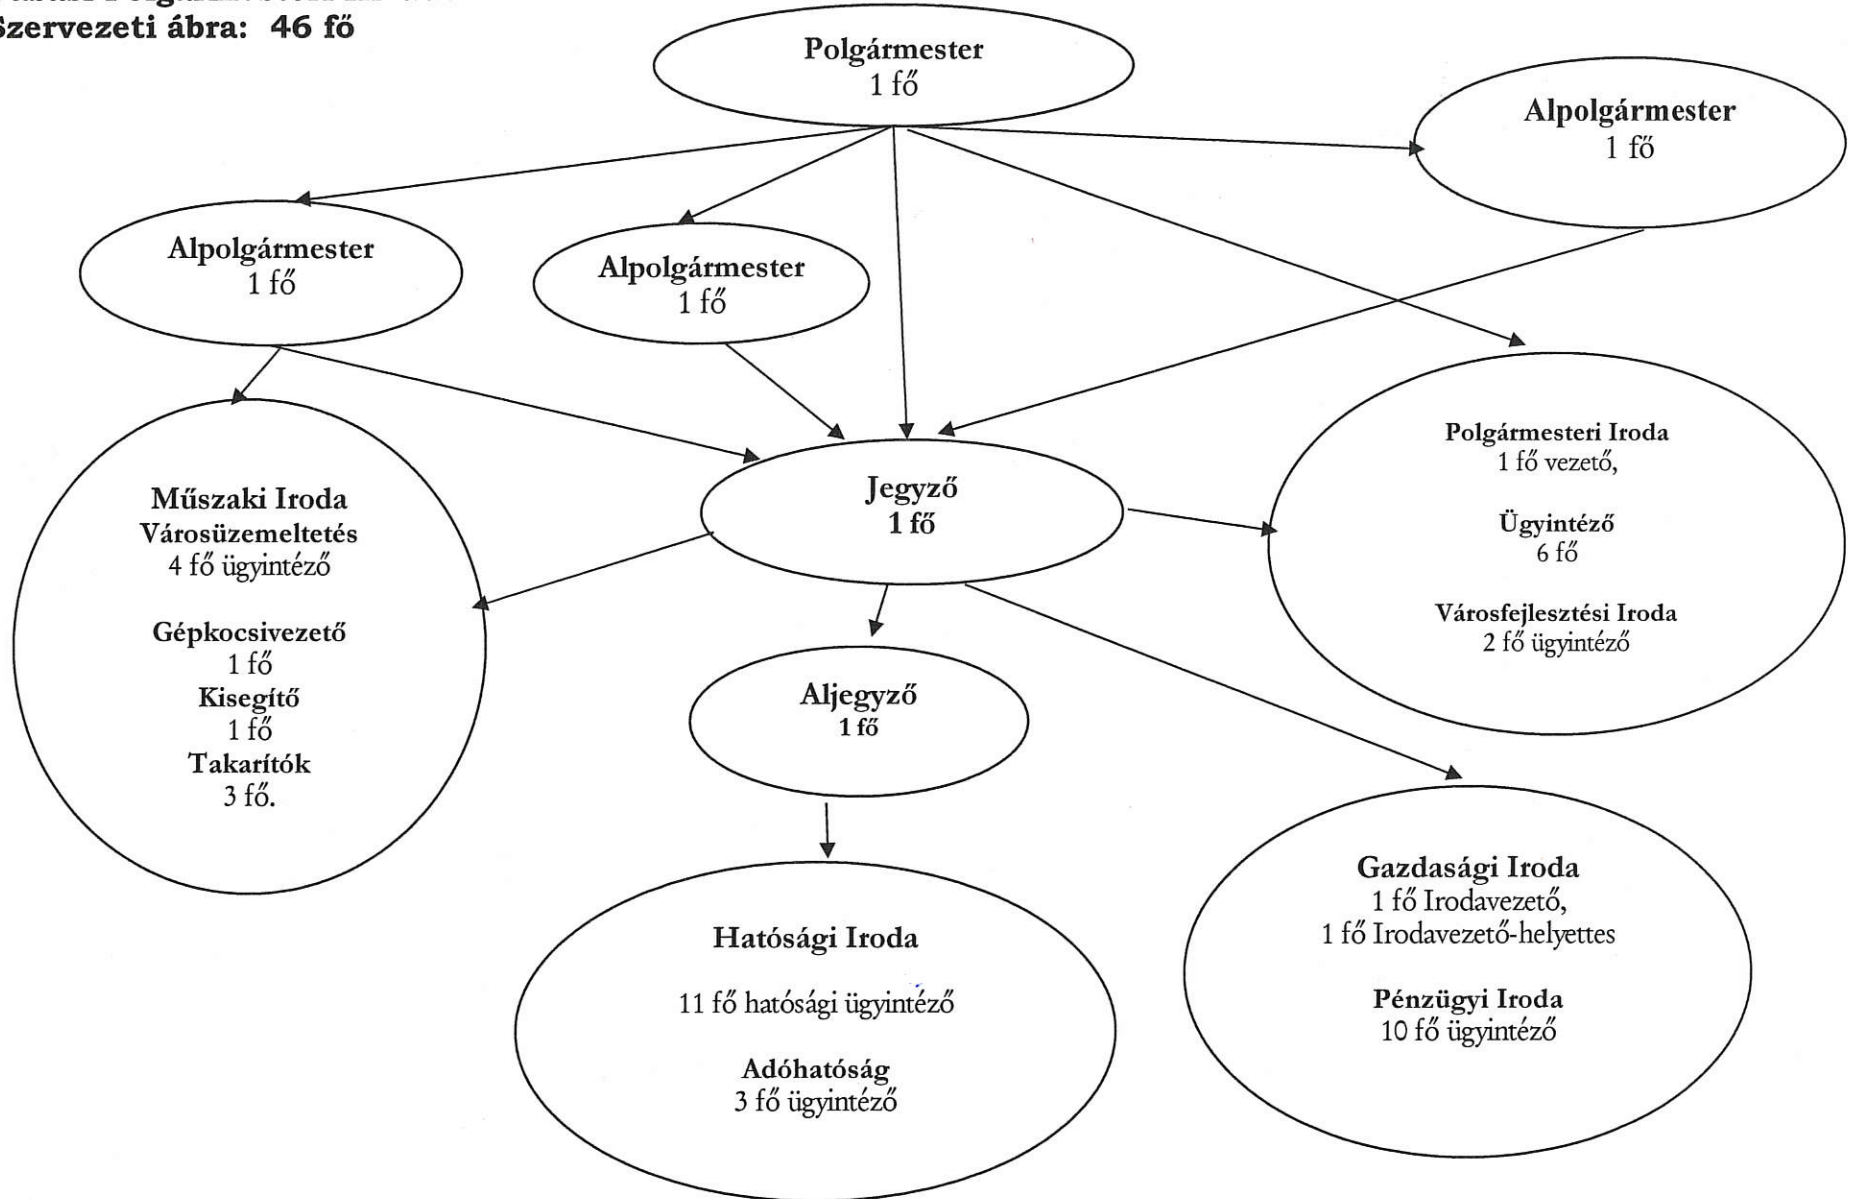 Szervezeti ábra: 46 fő
Polgármester
1 fő
Alpolgármester
1 fő
Alpolgármester
1 fő
Alpolgármester
1 fő
Műszaki Iroda
Városüzemeltetés
4 fő ügyintéző
Gépkocsivezető
1 fő
Kisegítő
1 fő
Takarítók
3 fő.
Jegyző
1 fő
Polgármesteri Iroda
1 fő vezető,
Ügyintéző
6 fő
Városfejlesztési Iroda
2 fő ügyintéző
Aljegyző
1 fő
Hatósági Iroda
11 fő hatósági ügyintéző
Adóhatóság
3 fő ügyintéző
Gazdasági Iroda
1 fő Irodavezető,
1 fő Irodavezető-helyettes
Pénzügyi Iroda
10 fő ügyintéző